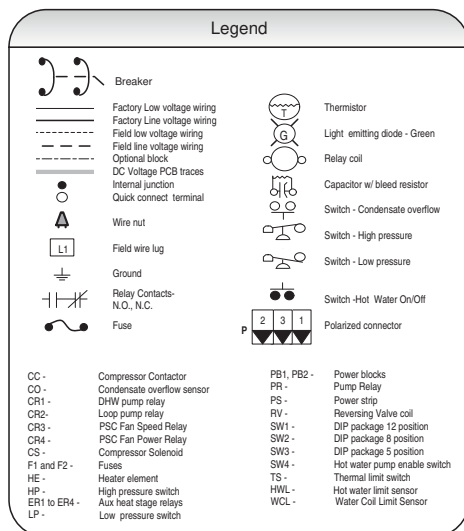 Legend
Breaker
Factory Low voltage wiring
Factory Line voltage wiring
Field low voltage wiring
Field line voltage wiring
Optional block
DC Voltage PCB traces
Internal junction
Quick connect terminal
Wire nut
L1 Field wire lug
Ground
Relay Contacts-
N.O., N.C.
Fuse
T Thermistor
G Light emitting diode - Green
Relay coil
Capacitor w/ bleed resistor
Switch - Condensate overflow
Switch - High pressure
Switch - Low pressure
Switch -Hot Water On/Off
P 2 3 1 Polarized connector
CC - Compressor Contactor
CO - Condensate overflow sensor
CR1 - DHW pump relay
CR2- Loop pump relay
CR3 - PSC Fan Speed Relay
CR4 - PSC Fan Power Relay
CS - Compressor Solenoid
F1 and F2 - Fuses
HE - Heater element
HP - High pressure switch
ER1 to ER4 - Aux heat stage relays
LP - Low pressure switch
PB1, PB2 - Power blocks
PR - Pump Relay
PS - Power strip
RV - Reversing Valve coil
SW1 - DIP package 12 position
SW2 - DIP package 8 position
SW3 - DIP package 5 position
SW4 - Hot water pump enable switch
TS - Thermal limit switch
HWL - Hot water limit sensor
WCL - Water Coil Limit Sensor